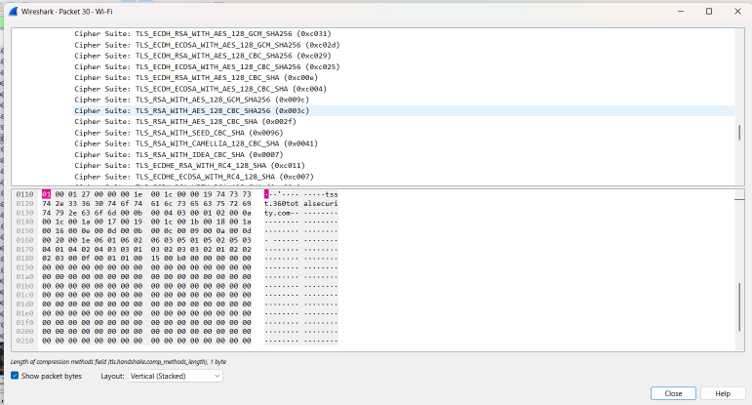 Wireshark · Packet 30 · Wi-Fi
Cipher Suite: TLS_ECDH_RSA_WITH_AES_128_GCM_SHA256 (0xc031)
Cipher Suite: TLS_ECDH_ECDSA_WITH_AES_128_GCM_SHA256 (0xc02d)
Cipher Suite: TLS_ECDH_RSA_WITH_AES_128_CBC_SHA256 (0xc029)
Cipher Suite: TLS_ECDH_ECDSA_WITH_AES_128_CBC_SHA256 (0xc025)
Cipher Suite: TLS_ECDH_RSA_WITH_AES_128_CBC_SHA (0xc00e)
Cipher Suite: TLS_ECDH_ECDSA_WITH_AES_128_CBC_SHA (0xc004)
Cipher Suite: TLS_RSA_WITH_AES_128_GCM_SHA256 (0x009c)
Cipher Suite: TLS_RSA_WITH_AES_128_CBC_SHA256 (0x003c)
Cipher Suite: TLS_RSA_WITH_AES_128_CBC_SHA (0x002f)
Cipher Suite: TLS_RSA_WITH_SEED_CBC_SHA (0x0096)
Cipher Suite: TLS_RSA_WITH_CAMELLIA_128_CBC_SHA (0x0041)
Cipher Suite: TLS_RSA_WITH_IDEA_CBC_SHA (0x0007)
Cipher Suite: TLS_ECDHE_RSA_WITH_RC4_128_SHA (0xc011)
Cipher Suite: TLS_ECDHE_ECDSA_WITH_RC4_128_SHA (0xc007)
0110 01 00 01 27 00 00 00 1e 00 1c 00 00 19 74 73 73 ···'···· ·····tss
0120 74 2e 33 36 30 74 6f 74 61 6c 73 65 63 75 72 69 t.360tot alsecuri
0130 74 79 2e 63 6f 6d 00 0b 00 04 03 00 01 02 00 0a ty.com·· ········
0140 00 1c 00 1a 00 17 00 19 00 1c 00 1b 00 18 00 1a ········ ········
0150 00 16 00 0e 00 0d 00 0b 00 0c 00 09 00 0a 00 0d ········ ········
0160 00 20 00 1e 06 01 06 02 06 03 05 01 05 02 05 03 · ······ ········
0170 04 01 04 02 04 03 03 01 03 02 03 03 02 01 02 02 ········ ········
0180 02 03 00 0f 00 01 01 00 15 00 b0 00 00 00 00 00 ········ ········
0190 00 00 00 00 00 00 00 00 00 00 00 00 00 00 00 00 ········ ········
01a0 00 00 00 00 00 00 00 00 00 00 00 00 00 00 00 00 ········ ········
01b0 00 00 00 00 00 00 00 00 00 00 00 00 00 00 00 00 ········ ········
01c0 00 00 00 00 00 00 00 00 00 00 00 00 00 00 00 00 ········ ········
01d0 00 00 00 00 00 00 00 00 00 00 00 00 00 00 00 00 ········ ········
01e0 00 00 00 00 00 00 00 00 00 00 00 00 00 00 00 00 ········ ········
01f0 00 00 00 00 00 00 00 00 00 00 00 00 00 00 00 00 ········ ········
0200 00 00 00 00 00 00 00 00 00 00 00 00 00 00 00 00 ········ ········
0210 00 00 00 00 00 00 00 00 00 00 00 00 00 00 00 00 ········ ········
Length of compression methods field (tls.handshake.comp_methods_length), 1 byte
Show packet bytes Layout: Vertical (Stacked)
Close Help